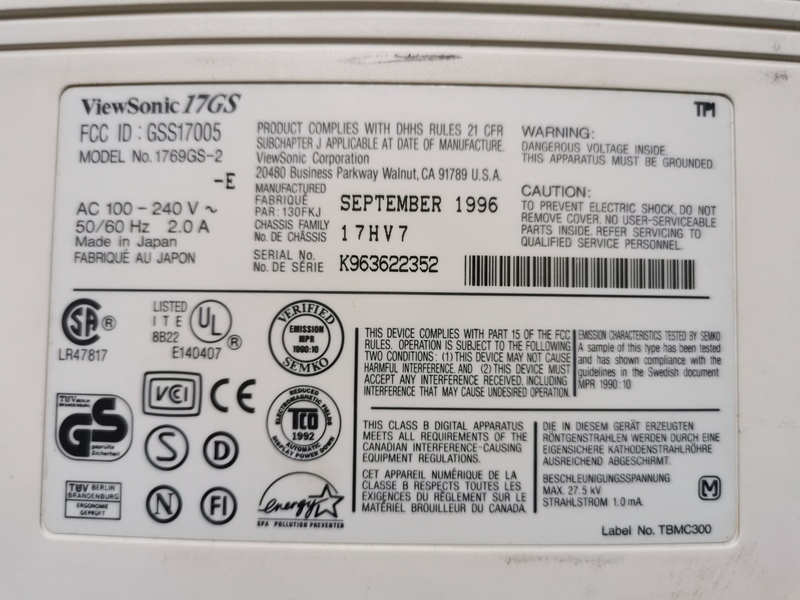 ViewSonic 17GS
FCC ID : GSS17005
MODEL No. 1769GS-2
-E
AC 100 - 240 V ~
50/60 Hz 2.0 A
Made in Japan
FABRIQUÉ AU JAPON
PRODUCT COMPLIES WITH DHHS RULES 21 CFR
SUBCHAPTER J APPLICABLE AT DATE OF MANUFACTURE.
ViewSonic Corporation
20480 Business Parkway Walnut, CA 91789 U.S.A.
MANUFACTURED
FABRIQUÉ
PAR: 130FKJ
SEPTEMBER 1996
CHASSIS FAMILY
No. DE CHÂSSIS
17HV7
SERIAL No.
No. DE SÉRIE
K963622352
TPI
WARNING:
DANGEROUS VOLTAGE INSIDE.
THIS APPARATUS MUST BE GROUNDED.
CAUTION:
TO PREVENT ELECTRIC SHOCK, DO NOT
REMOVE COVER. NO USER-SERVICEABLE
PARTS INSIDE. REFER SERVICING TO
QUALIFIED SERVICE PERSONNEL.
SA ®
LR47817
LISTED
I T E
8B22
UL ®
E140407
VERIFIED
EMISSION
MPR
1990:10
SEMKO
TÜV BERLIN
BRANDENBURG
GS
geprüfte
Sicherheit
VCI
CE
S
D
N
FI
REDUCED
ELECTROMAGNETIC FIELDS
TCO
1992
AUTOMATIC
DISPLAY POWER DOWN
TÜV BERLIN
BRANDENBURG
ERGONOMIE
GEPRÜFT
energy
EPA POLLUTION PREVENTER
THIS DEVICE COMPLIES WITH PART 15 OF THE FCC
RULES. OPERATION IS SUBJECT TO THE FOLLOWING
TWO CONDITIONS: (1) THIS DEVICE MAY NOT CAUSE
HARMFUL INTERFERENCE, AND (2) THIS DEVICE MUST
ACCEPT ANY INTERFERENCE RECEIVED, INCLUDING
INTERFERENCE THAT MAY CAUSE UNDESIRED OPERATION.
EMISSION CHARACTERISTICS TESTED BY SEMKO
A sample of this type has been tested
and has shown compliance with the
guidelines in the Swedish document
MPR 1990:10
THIS CLASS B DIGITAL APPARATUS
MEETS ALL REQUIREMENTS OF THE
CANADIAN INTERFERENCE-CAUSING
EQUIPMENT REGULATIONS.
CET APPAREIL NUMÉRIQUE DE LA
CLASSE B RESPECTS TOUTES LES
EXIGENCES DU RÈGLEMENT SUR LE
MATÉRIEL BROUILLEUR DU CANADA.
DIE IN DIESEM GERÄT ERZEUGTEN
RÖNTGENSTRAHLEN WERDEN DURCH EINE
EIGENSICHERE KATHODENSTRAHLRÖHRE
AUSREICHEND ABGESCHIRMT.
BESCHLEUNIGUNGSSPANNUNG
MAX. 27.5 kV
STRAHLSTROM 1.0 mA.
M
Label No. TBMC300